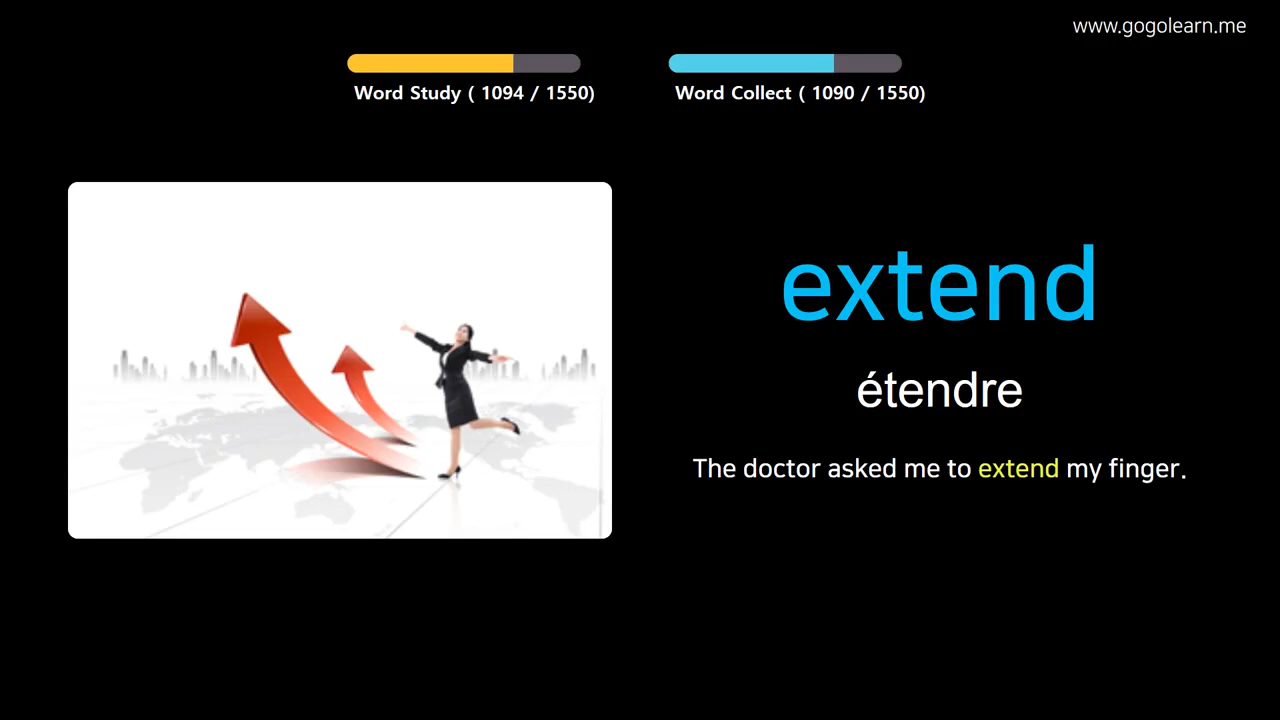 www.gogolearn.me
Word Study ( 1094 / 1550)
Word Collect ( 1090 / 1550)
extend
étendre
The doctor asked me to extend my finger.